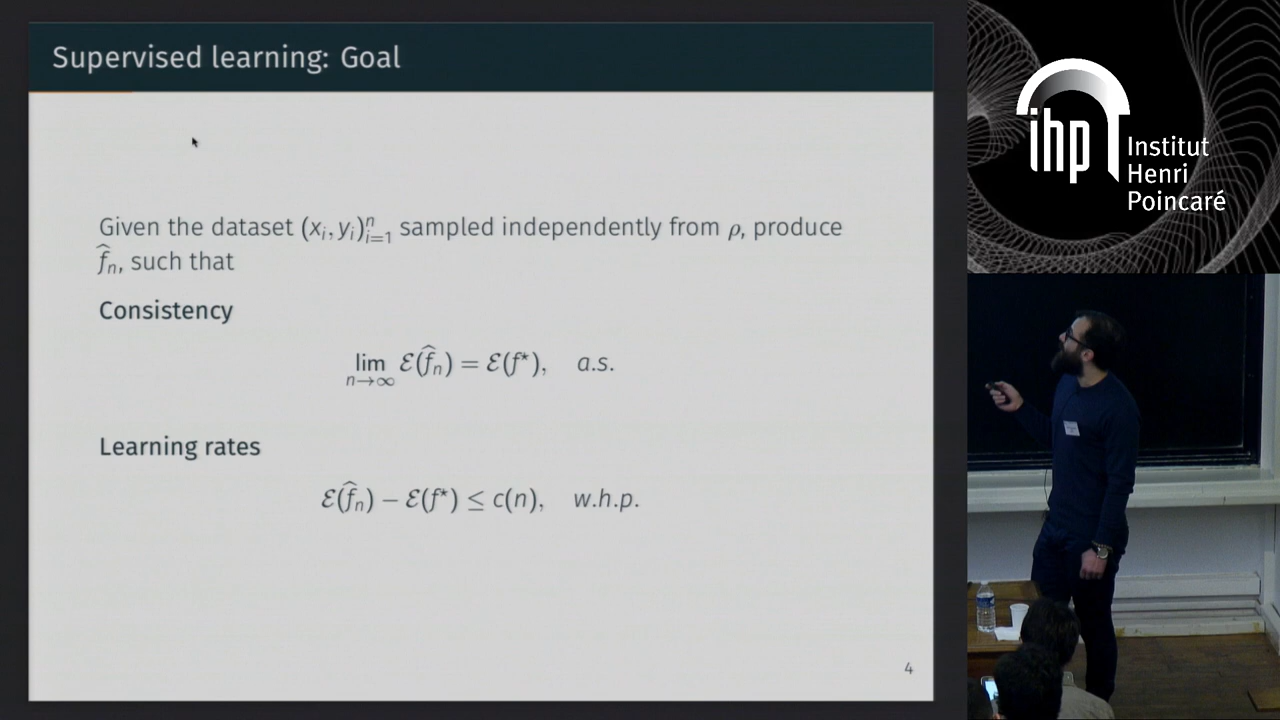 Supervised learning: Goal
Given the dataset (xᵢ, yᵢ)ⁿᵢ₌₁ sampled independently from ρ, produce
f̂ₙ, such that
Consistency
lim n→∞ ℰ(f̂ₙ) = ℰ(f⋆), a.s.
Learning rates
ℰ(f̂ₙ) − ℰ(f⋆) ≤ c(n), w.h.p.
4
ihp
Institut
Henri
Poincaré